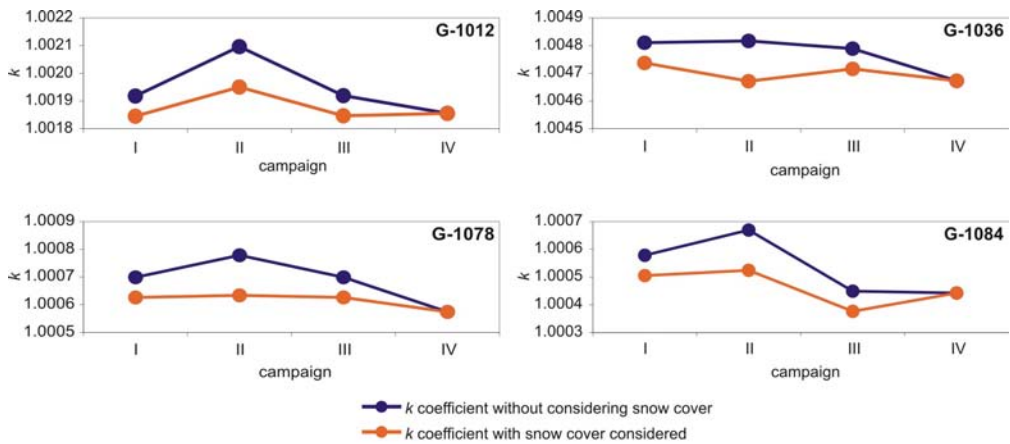 G-1012
1.0022
1.0021
1.0020
1.0019
1.0018
k
I II III IV
campaign
G-1036
1.0049
1.0048
1.0047
1.0046
1.0045
k
I II III IV
campaign
G-1078
1.0009
1.0008
1.0007
1.0006
1.0005
k
I II III IV
campaign
G-1084
1.0007
1.0006
1.0005
1.0004
1.0003
k
I II III IV
campaign
k coefficient without considering snow cover
k coefficient with snow cover considered